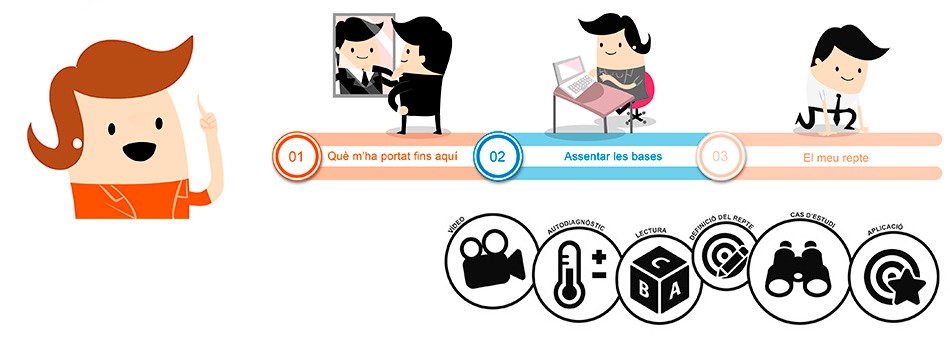 01 Què m'ha portat fins aquí
02 Assentar les bases
03 El meu repte
VÍDEO
AUTODIAGNÒSTIC
LECTURA
DEFINICIÓ DEL REPTE
CAS D'ESTUDI
APLICACIÓ
C
B A